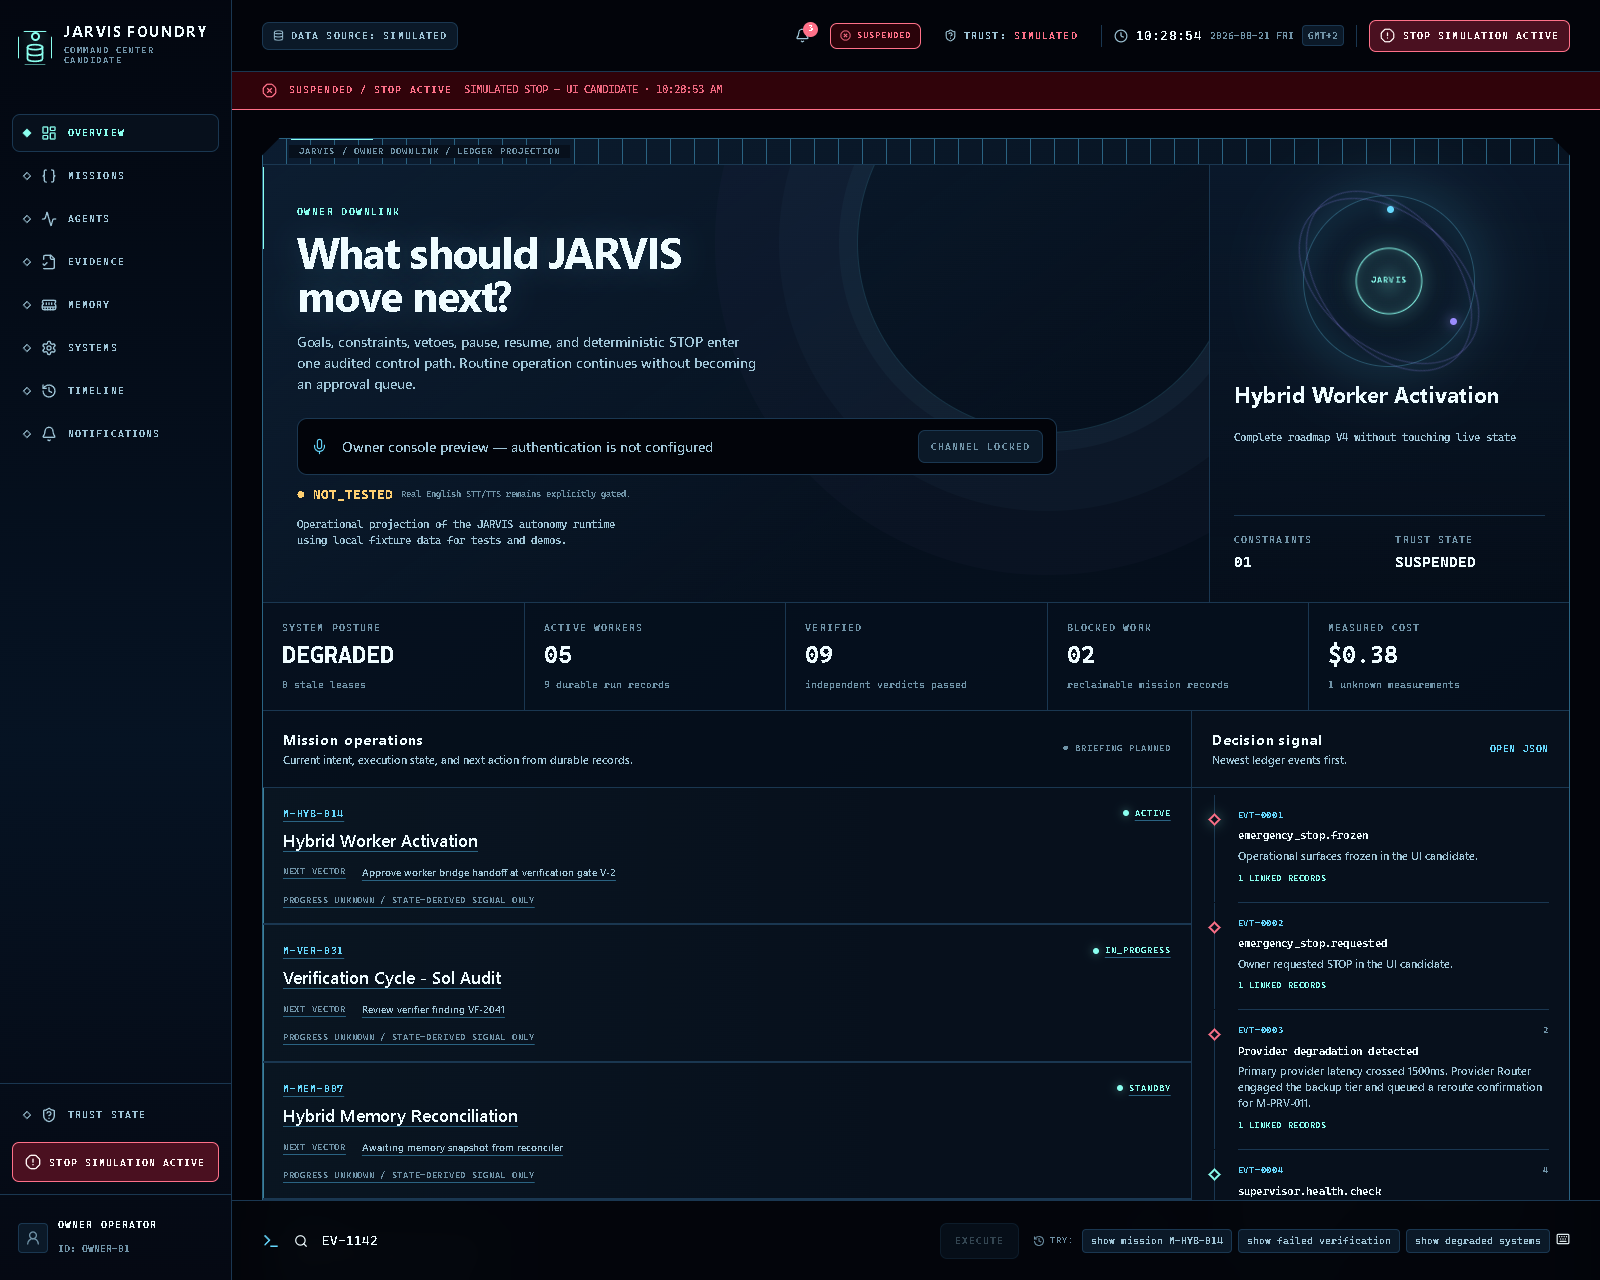 JARVIS FOUNDRY
COMMAND CENTER
CANDIDATE
OVERVIEW
MISSIONS
AGENTS
EVIDENCE
MEMORY
SYSTEMS
TIMELINE
NOTIFICATIONS
TRUST STATE
STOP SIMULATION ACTIVE
OWNER OPERATOR
ID: OWNER-01
DATA SOURCE: SIMULATED
SUSPENDED
TRUST: SIMULATED
10:28:54 2026-08-21 FRI GMT+2
STOP SIMULATION ACTIVE
SUSPENDED / STOP ACTIVE SIMULATED STOP — UI CANDIDATE · 10:28:53 AM
JARVIS / OWNER DOWNLINK / LEDGER PROJECTION
OWNER DOWNLINK
What should JARVIS
move next?
Goals, constraints, vetoes, pause, resume, and deterministic STOP enter
one audited control path. Routine operation continues without becoming
an approval queue.
Owner console preview — authentication is not configured
CHANNEL LOCKED
NOT_TESTED Real English STT/TTS remains explicitly gated.
Operational projection of the JARVIS autonomy runtime
using local fixture data for tests and demos.
JARVIS
Hybrid Worker Activation
Complete roadmap V4 without touching live state
CONSTRAINTS
01
TRUST STATE
SUSPENDED
SYSTEM POSTURE
DEGRADED
0 stale leases
ACTIVE WORKERS
05
9 durable run records
VERIFIED
09
independent verdicts passed
BLOCKED WORK
02
reclaimable mission records
MEASURED COST
$0.38
1 unknown measurements
Mission operations
Current intent, execution state, and next action from durable records.
BRIEFING PLANNED
M-HYB-014
ACTIVE
Hybrid Worker Activation
NEXT VECTOR Approve worker bridge handoff at verification gate V-2
PROGRESS UNKNOWN / STATE-DERIVED SIGNAL ONLY
M-VER-031
IN_PROGRESS
Verification Cycle - Sol Audit
NEXT VECTOR Review verifier finding VF-2041
PROGRESS UNKNOWN / STATE-DERIVED SIGNAL ONLY
M-MEM-007
STANDBY
Hybrid Memory Reconciliation
NEXT VECTOR Awaiting memory snapshot from reconciler
PROGRESS UNKNOWN / STATE-DERIVED SIGNAL ONLY
Decision signal
Newest ledger events first.
OPEN JSON
EVT-0001
emergency_stop.frozen
Operational surfaces frozen in the UI candidate.
1 LINKED RECORDS
EVT-0002
emergency_stop.requested
Owner requested STOP in the UI candidate.
1 LINKED RECORDS
EVT-0003 2
Provider degradation detected
Primary provider latency crossed 1500ms. Provider Router
engaged the backup tier and queued a reroute confirmation
for M-PRV-011.
1 LINKED RECORDS
EVT-0004 4
supervisor.health.check
EV-1142
EXECUTE
TRY:
show mission M-HYB-014
show failed verification
show degraded systems